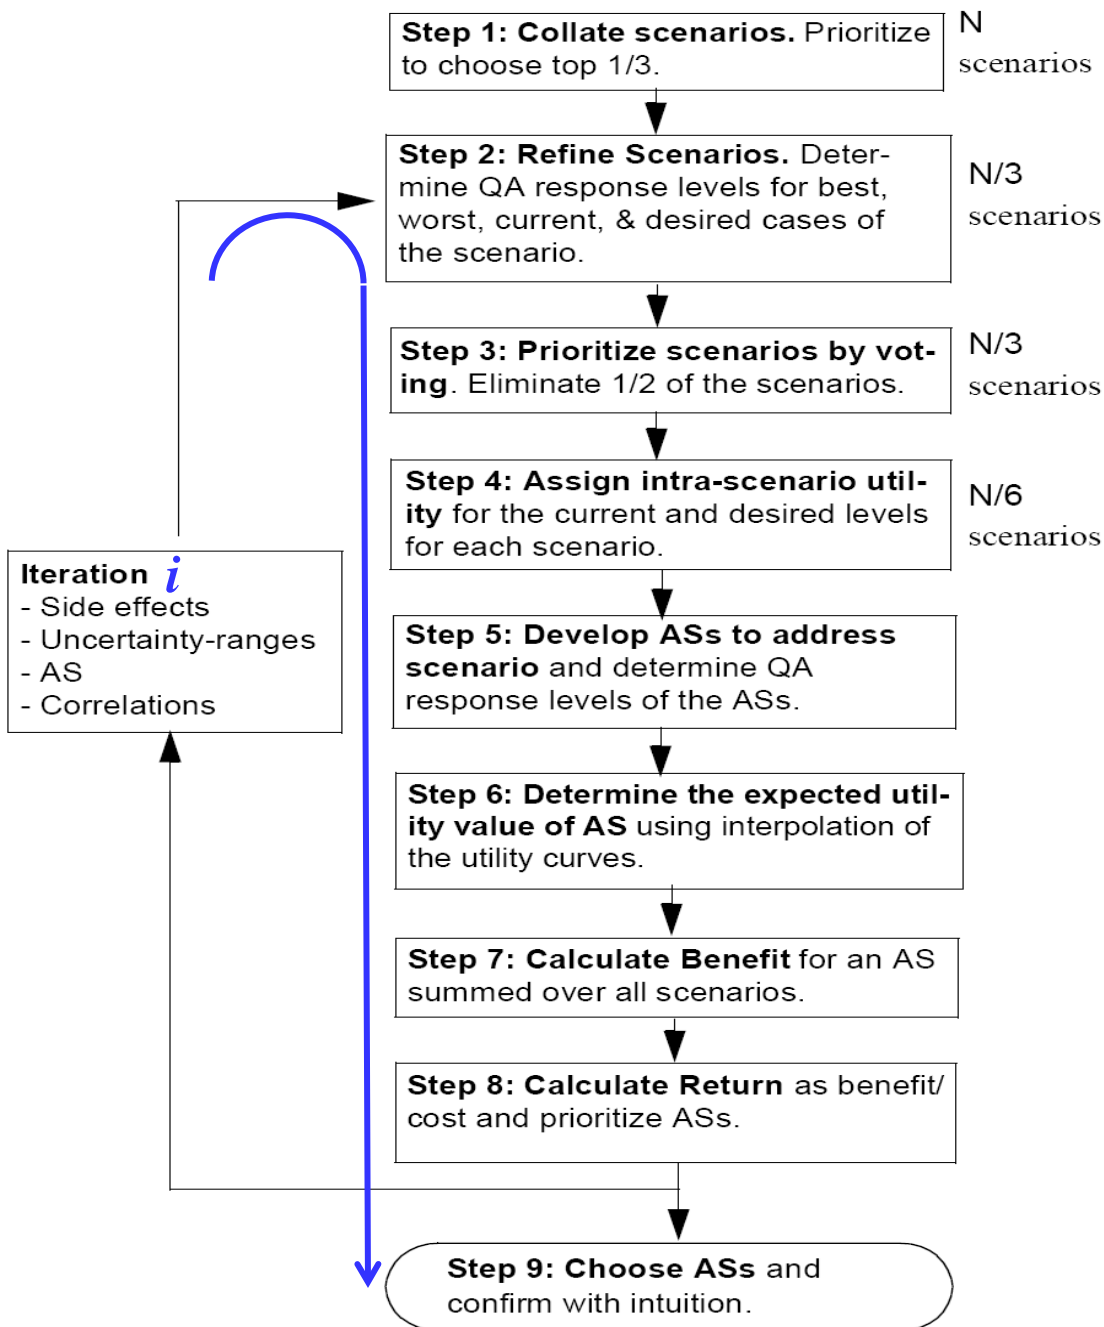 Step 1: Collate scenarios. Prioritize
to choose top 1/3.
N
scenarios
Step 2: Refine Scenarios. Deter-
mine QA response levels for best,
worst, current, & desired cases of
the scenario.
N/3
scenarios
Step 3: Prioritize scenarios by vot-
ing. Eliminate 1/2 of the scenarios.
N/3
scenarios
Step 4: Assign intra-scenario util-
ity for the current and desired levels
for each scenario.
N/6
scenarios
Iteration i
- Side effects
- Uncertainty-ranges
- AS
- Correlations
Step 5: Develop ASs to address
scenario and determine QA
response levels of the ASs.
Step 6: Determine the expected util-
ity value of AS using interpolation of
the utility curves.
Step 7: Calculate Benefit for an AS
summed over all scenarios.
Step 8: Calculate Return as benefit/
cost and prioritize ASs.
Step 9: Choose ASs and
confirm with intuition.